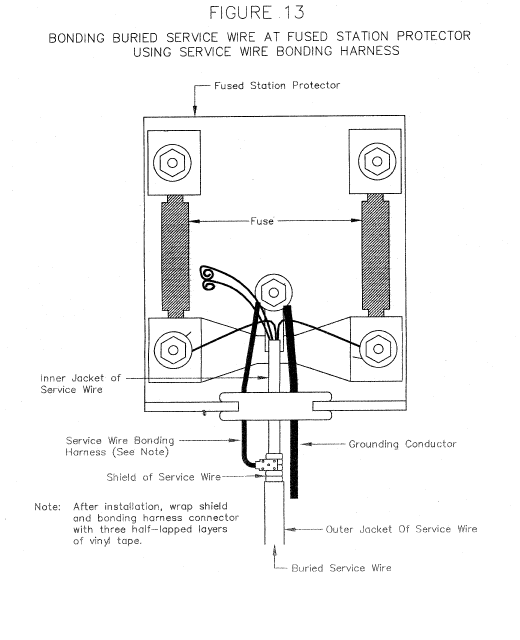 FIGURE 13
BONDING BURIED SERVICE WIRE AT FUSED STATION PROTECTOR
USING SERVICE WIRE BONDING HARNESS
Fused Station Protector
Fuse
Inner Jacket of
Service Wire
Service Wire Bonding
Harness (See Note)
Grounding Conductor
Shield of Service Wire
Note: After installation, wrap shield
and bonding harness connector
with three half-lapped layers
of vinyl tape.
Outer Jacket Of Service Wire
Buried Service Wire